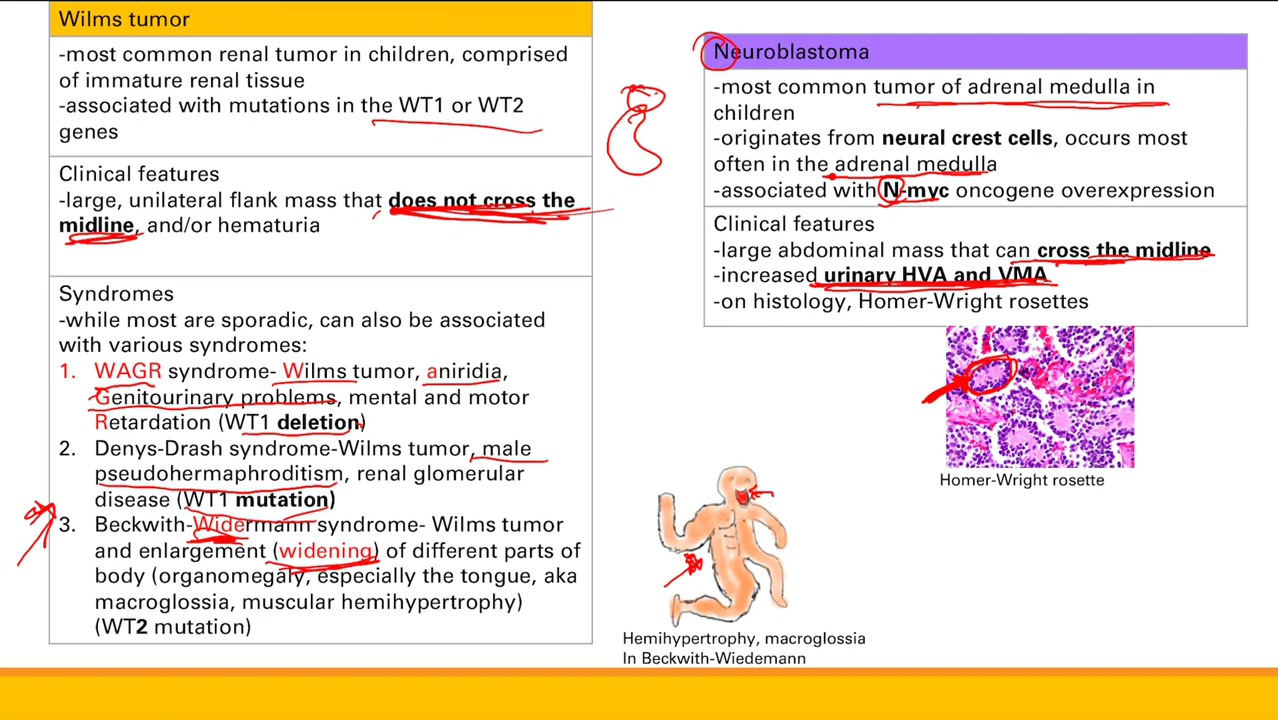 Wilms tumor
-most common renal tumor in children, comprised
of immature renal tissue
-associated with mutations in the WT1 or WT2
genes
Clinical features
-large, unilateral flank mass that does not cross the
midline, and/or hematuria
Syndromes
-while most are sporadic, can also be associated
with various syndromes:
1. WAGR syndrome- Wilms tumor, aniridia,
Genitourinary problems, mental and motor
Retardation (WT1 deletion)
2. Denys-Drash syndrome-Wilms tumor, male
pseudohermaphroditism, renal glomerular
disease (WT1 mutation)
3. Beckwith-Widermann syndrome- Wilms tumor
and enlargement (widening) of different parts of
body (organomegaly, especially the tongue, aka
macroglossia, muscular hemihypertrophy)
(WT2 mutation)
Neuroblastoma
-most common tumor of adrenal medulla in
children
-originates from neural crest cells, occurs most
often in the adrenal medulla
-associated with N-myc oncogene overexpression
Clinical features
-large abdominal mass that can cross the midline
-increased urinary HVA and VMA
-on histology, Homer-Wright rosettes
Homer-Wright rosette
Hemihypertrophy, macroglossia
In Beckwith-Wiedemann